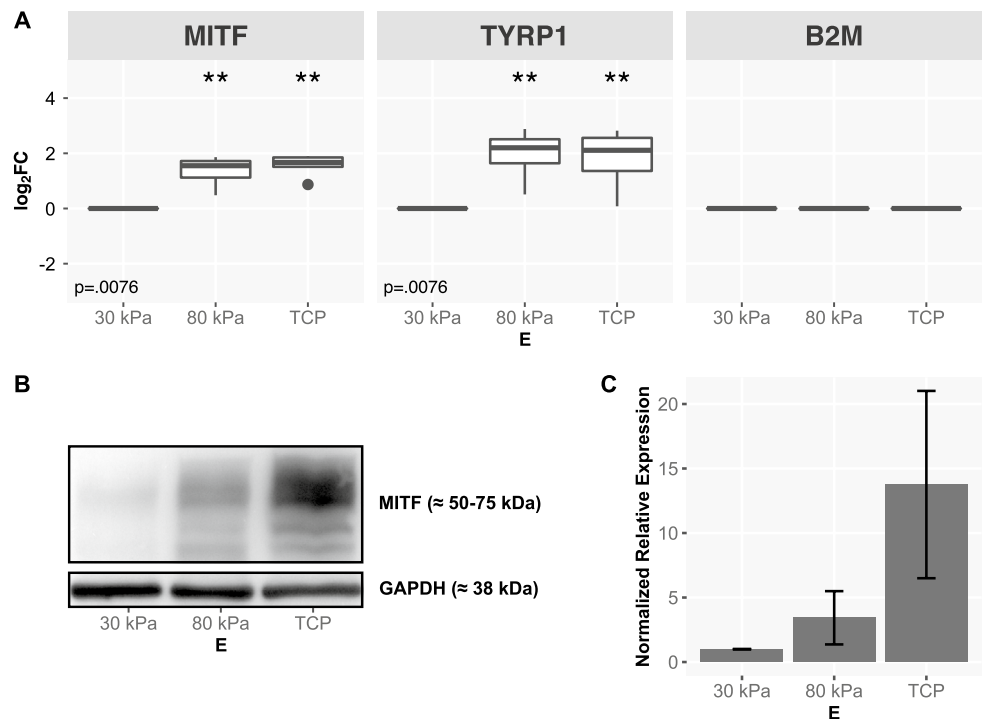 A
MITF
TYRP1
B2M
** ** ** **
4
2
0
-2
log₂FC
p=.0076 p=.0076
30 kPa 80 kPa TCP 30 kPa 80 kPa TCP 30 kPa 80 kPa TCP
E
B
MITF (≈ 50-75 kDa)
GAPDH (≈ 38 kDa)
30 kPa 80 kPa TCP
E
C
Normalized Relative Expression
20
15
10
5
0
30 kPa 80 kPa TCP
E